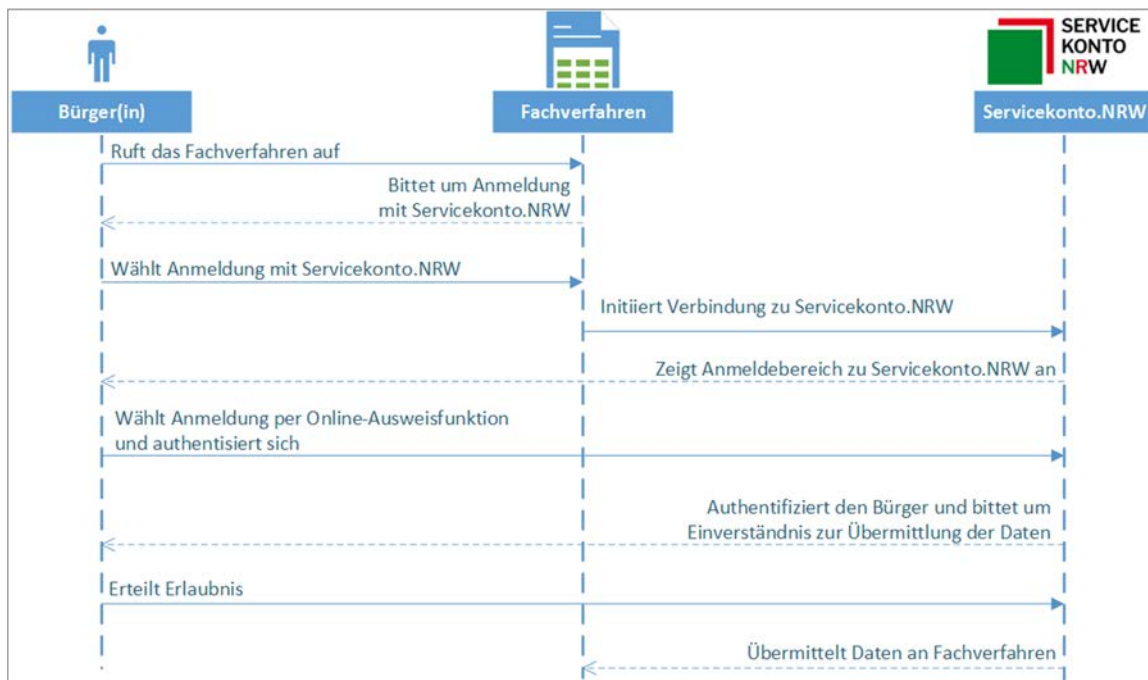 SERVICE
KONTO
NRW
Bürger(in)
Fachverfahren
Servicekonto.NRW
Ruft das Fachverfahren auf
Bittet um Anmeldung
mit Servicekonto.NRW
Wählt Anmeldung mit Servicekonto.NRW
Initiiert Verbindung zu Servicekonto.NRW
Zeigt Anmeldebereich zu Servicekonto.NRW an
Wählt Anmeldung per Online-Ausweisfunktion
und authentisiert sich
Authentifiziert den Bürger und bittet um
Einverständnis zur Übermittlung der Daten
Erteilt Erlaubnis
Übermittelt Daten an Fachverfahren